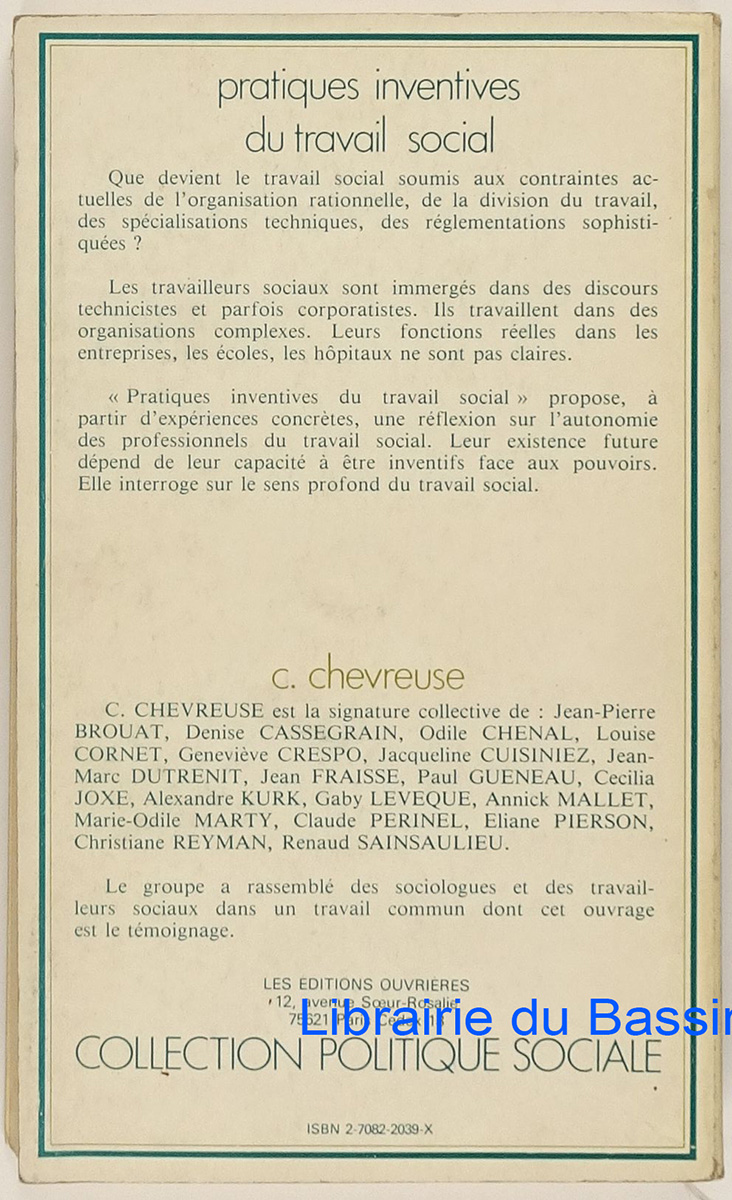 pratiques inventives
du travail social
Que devient le travail social soumis aux contraintes ac-
tuelles de l'organisation rationnelle, de la division du travail,
des spécialisations techniques, des réglementations sophisti-
quées ?
Les travailleurs sociaux sont immergés dans des discours
technicistes et parfois corporatistes. Ils travaillent dans des
organisations complexes. Leurs fonctions réelles dans les
entreprises, les écoles, les hôpitaux ne sont pas claires.
« Pratiques inventives du travail social » propose, à
partir d'expériences concrètes, une réflexion sur l'autonomie
des professionnels du travail social. Leur existence future
dépend de leur capacité à être inventifs face aux pouvoirs.
Elle interroge sur le sens profond du travail social.
c. chevreuse
C. CHEVREUSE est la signature collective de : Jean-Pierre
BROUAT, Denise CASSEGRAIN, Odile CHENAL, Louise
CORNET, Geneviève CRESPO, Jacqueline CUISINIEZ, Jean-
Marc DUTRENIT, Jean FRAISSE, Paul GUENEAU, Cecilia
JOXE, Alexandre KURK, Gaby LEVEQUE, Annick MALLET,
Marie-Odile MARTY, Claude PERINEL, Eliane PIERSON,
Christiane REYMAN, Renaud SAINSAULIEU.
Le groupe a rassemblé des sociologues et des travail-
leurs sociaux dans un travail commun dont cet ouvrage
est le témoignage.
LES ÉDITIONS OUVRIÈRES
12, avenue Sœur-Rosalie
75621 Paris Cedex 13
Librairie du Bassin
COLLECTION POLITIQUE SOCIALE
ISBN 2-7082-2039-X